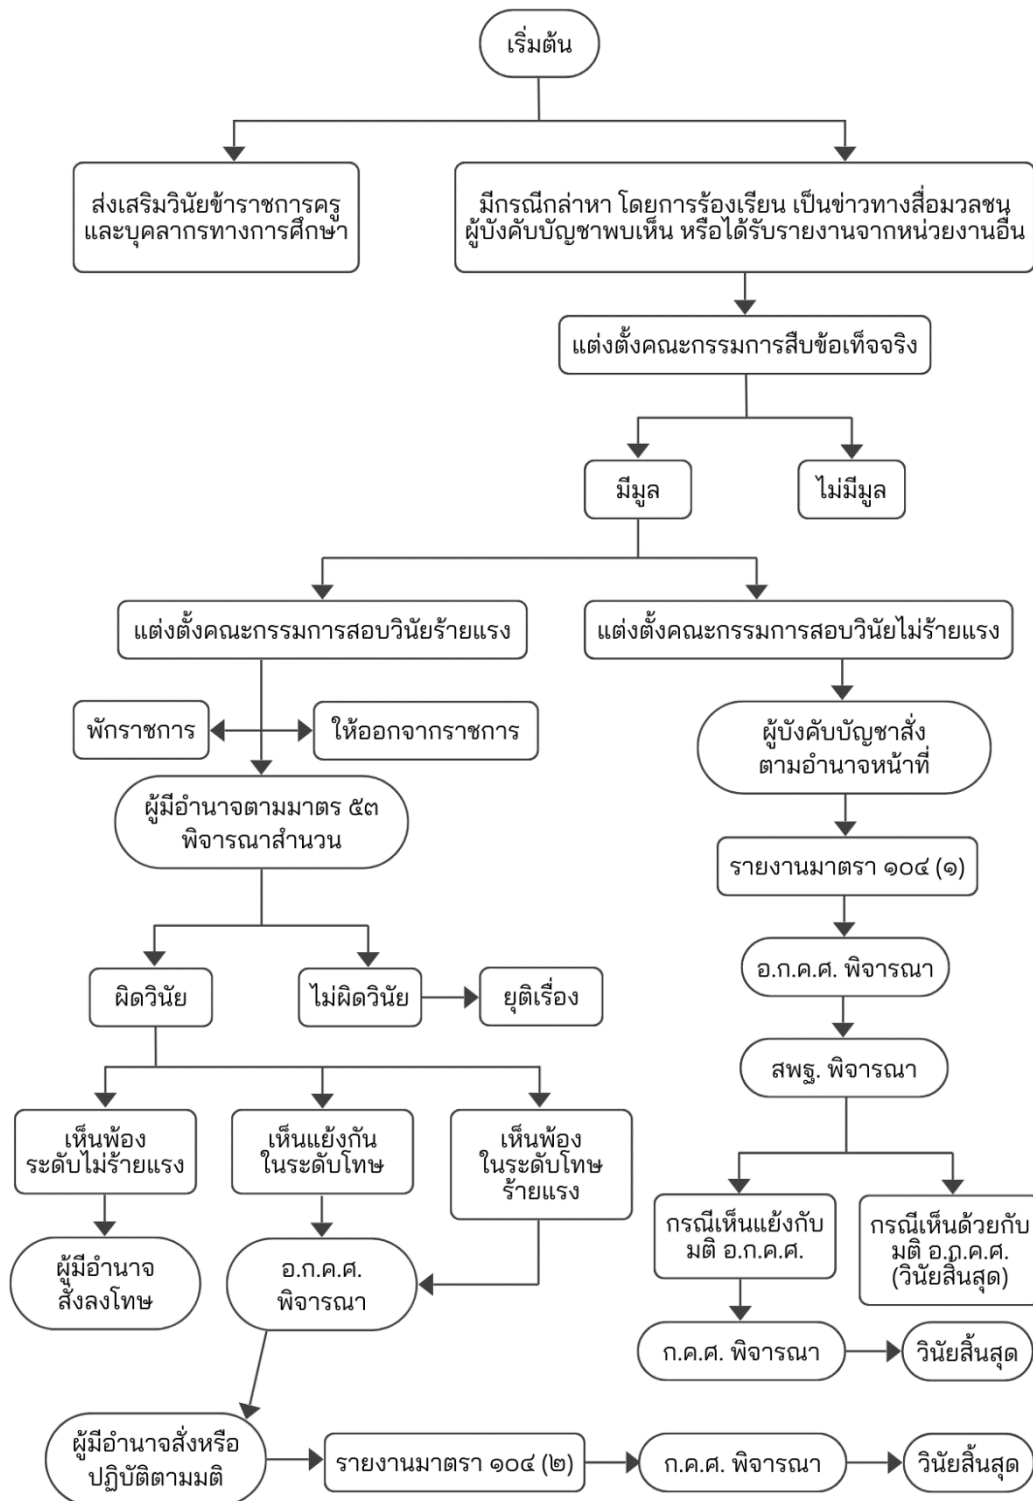 เริ่มต้น
ส่งเสริมวินัยข้าราชการครู
และบุคลากรทางการศึกษา
มีกรณีกล่าหา โดยการร้องเรียน เป็นข่าวทางสื่อมวลชน
ผู้บังคับบัญชาพบเห็น หรือได้รับรายงานจากหน่วยงานอื่น
แต่งตั้งคณะกรรมการสืบข้อเท็จจริง
มีมูล
ไม่มีมูล
แต่งตั้งคณะกรรมการสอบวินัยร้ายแรง
แต่งตั้งคณะกรรมการสอบวินัยไม่ร้ายแรง
พักราชการ
ให้ออกจากราชการ
ผู้บังคับบัญชาสั่ง
ตามอำนาจหน้าที่
ผู้มีอำนาจตามมาตร ๕๓
พิจารณาสำนวน
รายงานมาตรา ๑๐๔ (๑)
อ.ก.ค.ศ. พิจารณา
ผิดวินัย
ไม่ผิดวินัย
ยุติเรื่อง
สพฐ. พิจารณา
เห็นพ้อง
ระดับไม่ร้ายแรง
เห็นแย้งกัน
ในระดับโทษ
เห็นพ้อง
ในระดับโทษ
ร้ายแรง
กรณีเห็นแย้งกับ
มติ อ.ก.ค.ศ.
กรณีเห็นด้วยกับ
มติ อ.ก.ค.ศ.
(วินัยสิ้นสุด)
ผู้มีอำนาจ
สั่งลงโทษ
อ.ก.ค.ศ.
พิจารณา
ก.ค.ศ. พิจารณา
วินัยสิ้นสุด
ผู้มีอำนาจสั่งหรือ
ปฏิบัติตามมติ
รายงานมาตรา ๑๐๔ (๒)
ก.ค.ศ. พิจารณา
วินัยสิ้นสุด